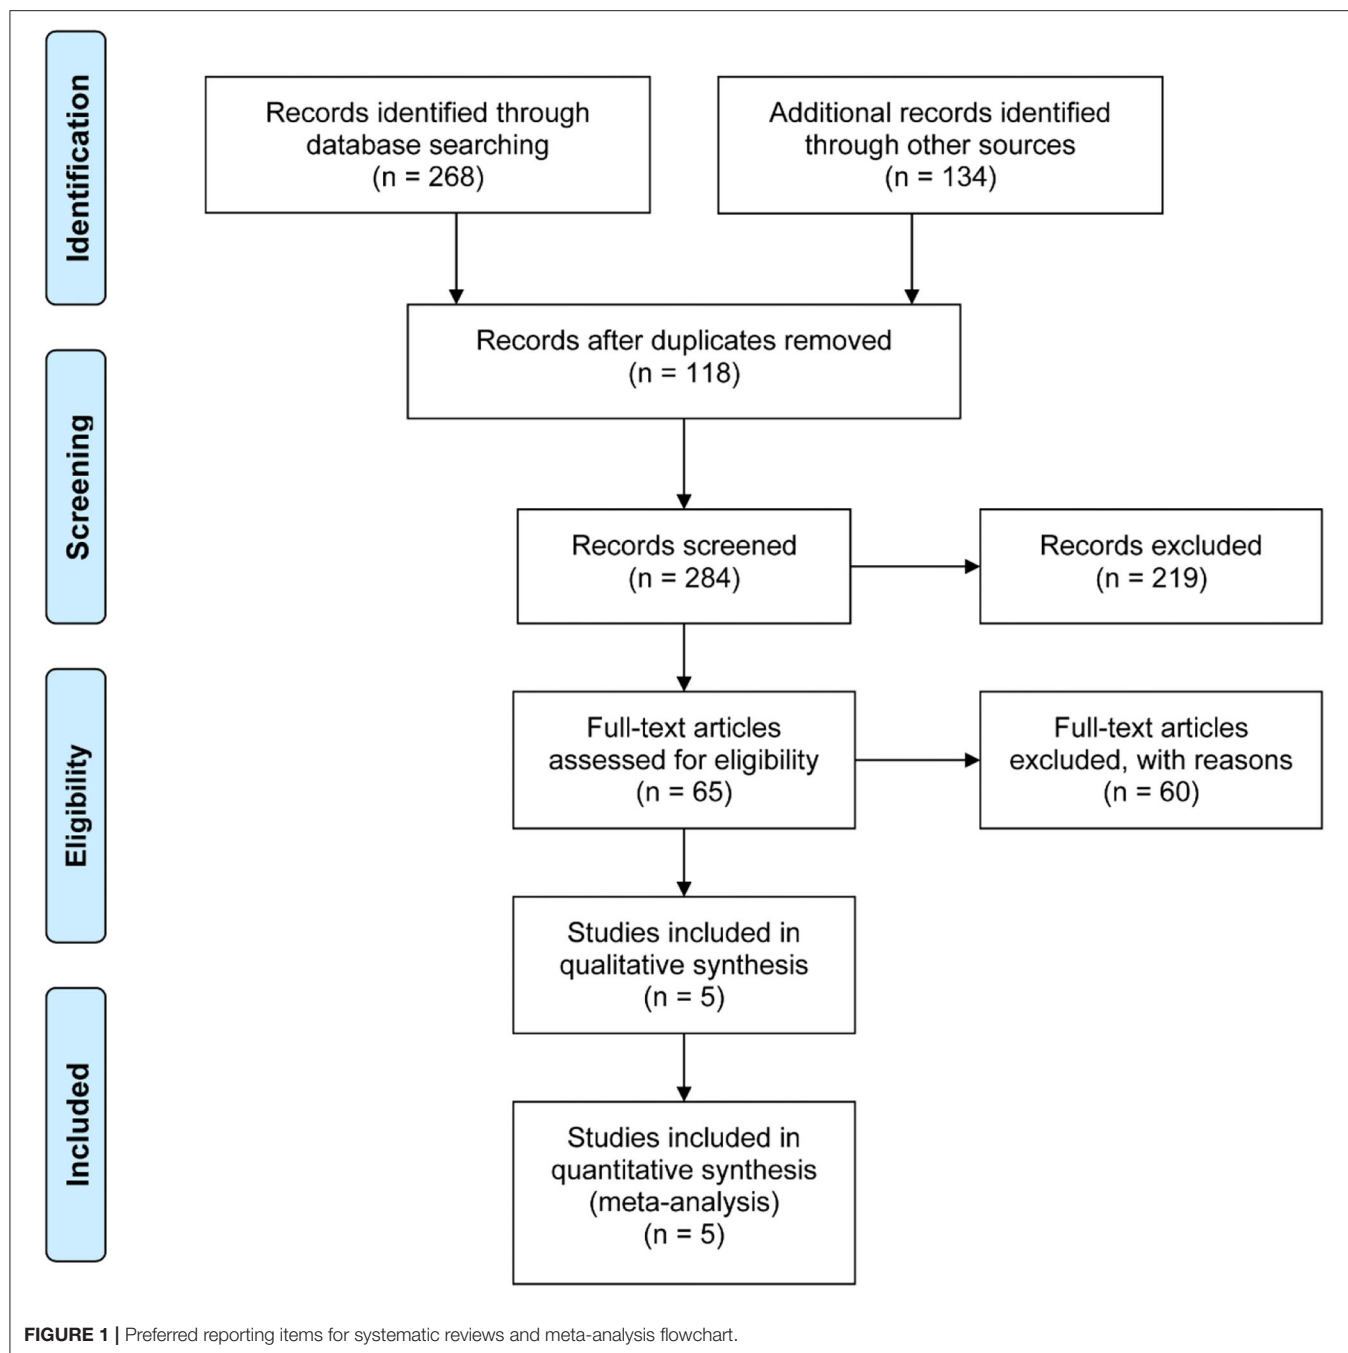 Identification
Records identified through
database searching
(n = 268)
Additional records identified
through other sources
(n = 134)
Records after duplicates removed
(n = 118)
Screening
Records screened
(n = 284)
Records excluded
(n = 219)
Eligibility
Full-text articles
assessed for eligibility
(n = 65)
Full-text articles
excluded, with reasons
(n = 60)
Studies included in
qualitative synthesis
(n = 5)
Included
Studies included in
quantitative synthesis
(meta-analysis)
(n = 5)
FIGURE 1 | Preferred reporting items for systematic reviews and meta-analysis flowchart.